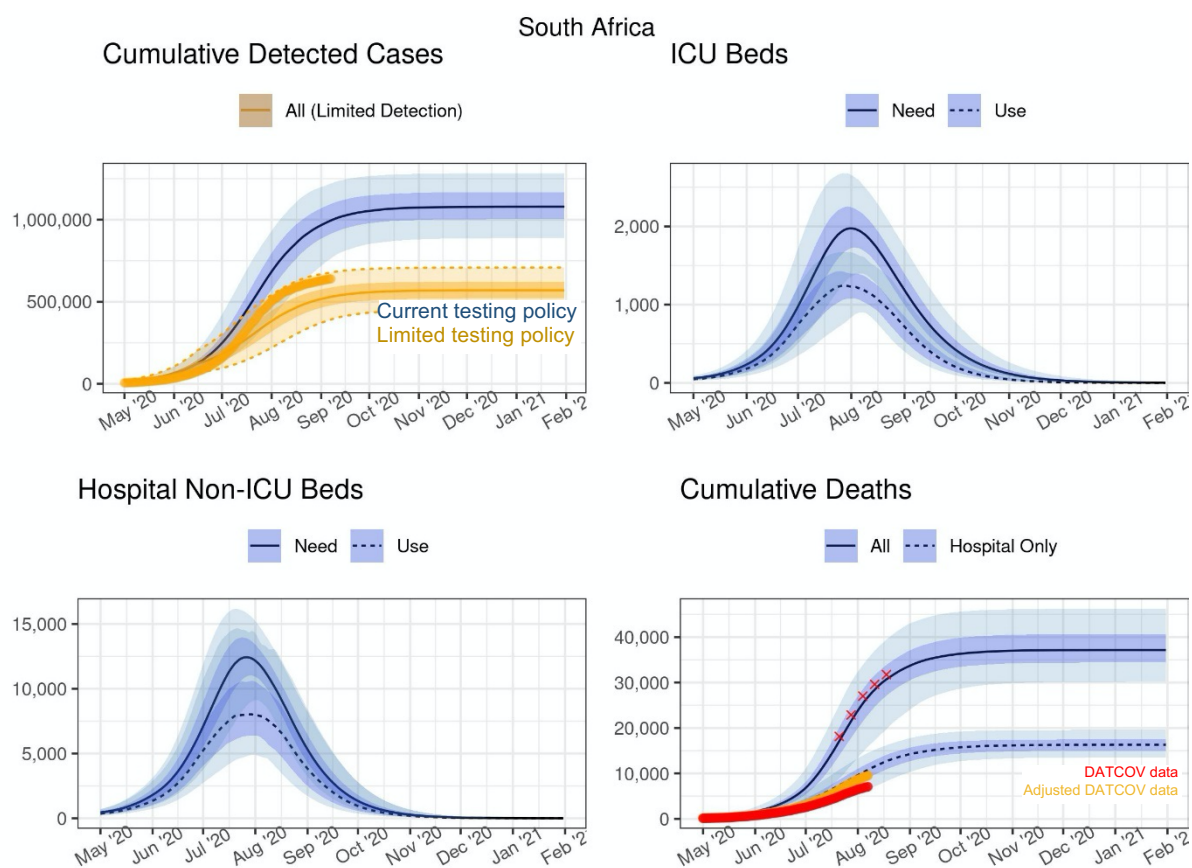 South Africa
Cumulative Detected Cases
All (Limited Detection)
1,000,000
500,000
0
Current testing policy
Limited testing policy
May '20 Jun '20 Jul '20 Aug '20 Sep '20 Oct '20 Nov '20 Dec '20 Jan '21 Feb '2
ICU Beds
Need Use
2,000
1,000
0
May '20 Jun '20 Jul '20 Aug '20 Sep '20 Oct '20 Nov '20 Dec '20 Jan '21 Feb '2
Hospital Non-ICU Beds
Need Use
15,000
10,000
5,000
0
May '20 Jun '20 Jul '20 Aug '20 Sep '20 Oct '20 Nov '20 Dec '20 Jan '21 Feb '2
Cumulative Deaths
All Hospital Only
40,000
30,000
20,000
10,000
0
DATCOV data
Adjusted DATCOV data
May '20 Jun '20 Jul '20 Aug '20 Sep '20 Oct '20 Nov '20 Dec '20 Jan '21 Feb '2